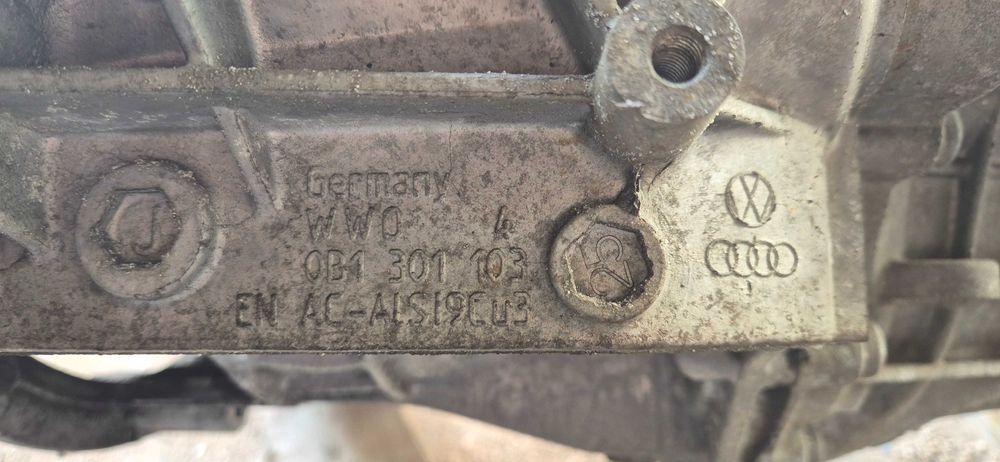 Germany
WWO 4
0B1 301 103
EN AC-ALSI9Cu3
J